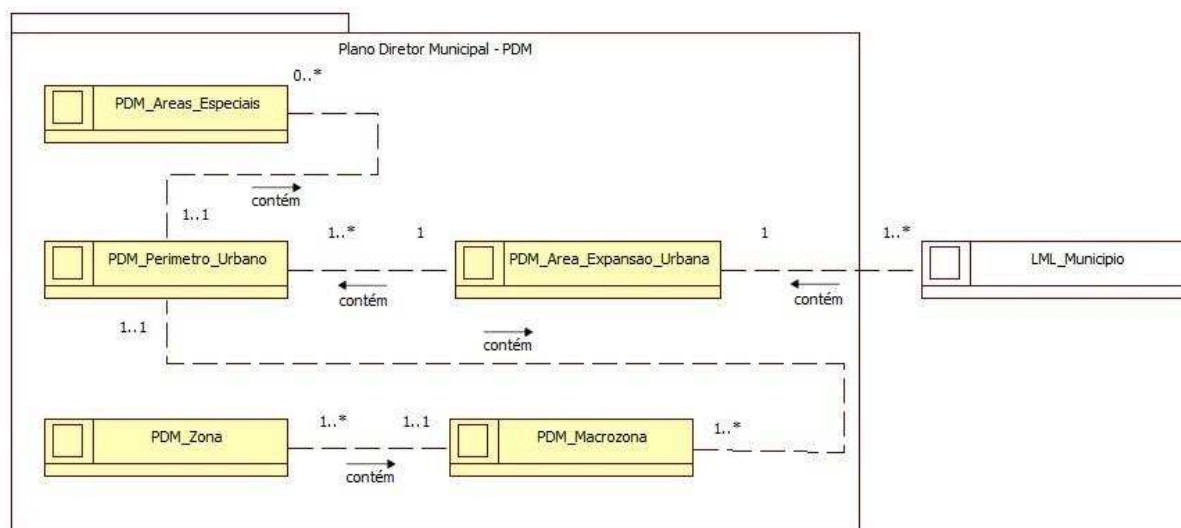 Plano Diretor Municipal - PDM
0..*
PDM_Areas_Especiais
contém
1..1
1..*
1
1
1..*
PDM_Perimetro_Urbano
PDM_Area_Expansao_Urbana
LML_Municipio
contém
contém
1..1
contém
1..*
1..1
1..*
PDM_Zona
PDM_Macrozona
contém